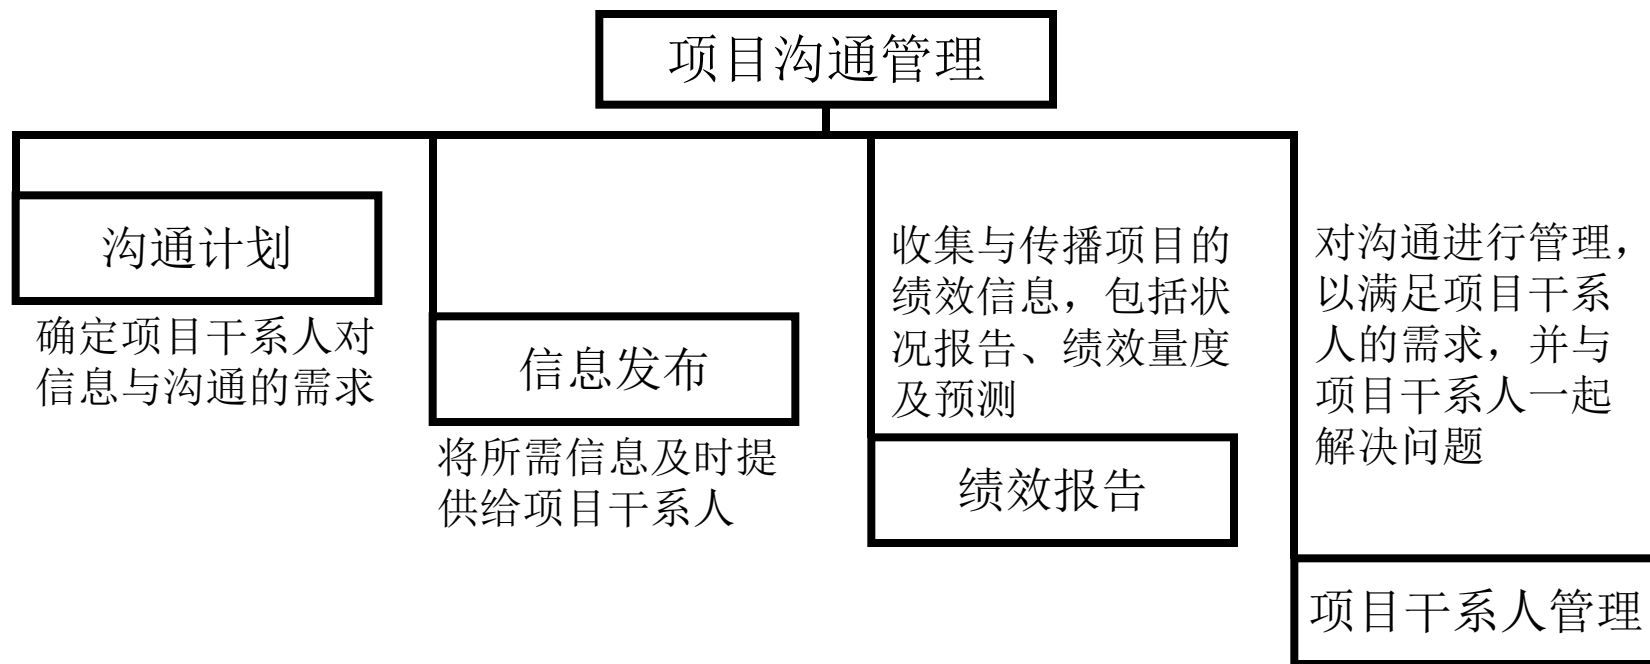 项目沟通管理
沟通计划
确定项目干系人对
信息与沟通的需求
信息发布
将所需信息及时提
供给项目干系人
收集与传播项目的
绩效信息，包括状
况报告、绩效量度
及预测
绩效报告
对沟通进行管理，
以满足项目干系
人的需求，并与
项目干系人一起
解决问题
项目干系人管理